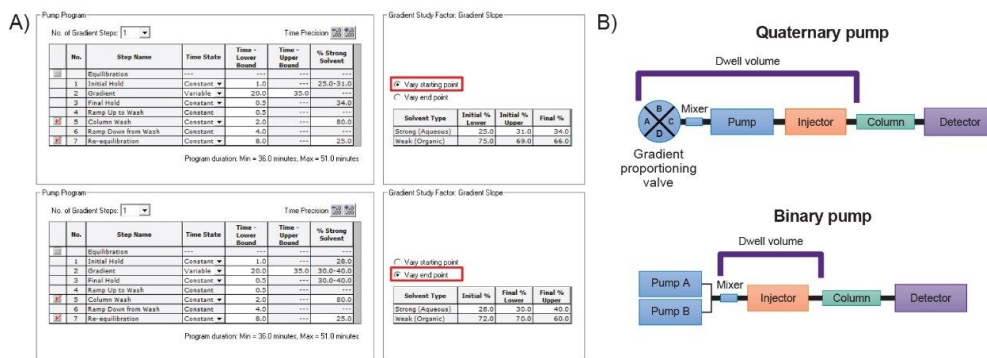 A)
Pump Program
No. of Gradient Steps: 1
Time Precision
No. Step Name Time State Time - Lower Bound Time - Upper Bound % Strong Solvent
Equilibration --- --- --- ---
1 Initial Hold Constant 1.0 --- 25.0-31.0
2 Gradient Variable 20.0 35.0 ---
3 Final Hold Constant 0.5 --- 34.0
4 Ramp Up to Wash Constant 0.5 --- ---
5 Column Wash Constant 2.0 --- 80.0
6 Ramp Down from Wash Constant 4.0 --- ---
7 Re-equilibration Constant 8.0 --- 25.0
Program duration: Min = 36.0 minutes, Max = 51.0 minutes
Gradient Study Factor: Gradient Slope
Vary starting point
Vary end point
Solvent Type Initial % Lower Initial % Upper Final %
Strong (Aqueous) 25.0 31.0 34.0
Weak (Organic) 75.0 69.0 66.0
Pump Program
No. of Gradient Steps: 1
Time Precision
No. Step Name Time State Time - Lower Bound Time - Upper Bound % Strong Solvent
Equilibration --- --- --- ---
1 Initial Hold Constant 1.0 --- 28.0
2 Gradient Variable 20.0 35.0 30.0-40.0
3 Final Hold Constant 0.5 --- 30.0-40.0
4 Ramp Up to Wash Constant 0.5 --- ---
5 Column Wash Constant 2.0 --- 80.0
6 Ramp Down from Wash Constant 4.0 --- ---
7 Re-equilibration Constant 8.0 --- 25.0
Program duration: Min = 36.0 minutes, Max = 51.0 minutes
Gradient Study Factor: Gradient Slope
Vary starting point
Vary end point
Solvent Type Initial % Final % Lower Final % Upper
Strong (Aqueous) 28.0 30.0 40.0
Weak (Organic) 72.0 70.0 60.0
B)
Quaternary pump
Dwell volume
A B C D
Mixer
Pump
Injector
Column
Detector
Gradient
proportioning
valve
Binary pump
Dwell volume
Pump A
Pump B
Mixer
Injector
Column
Detector